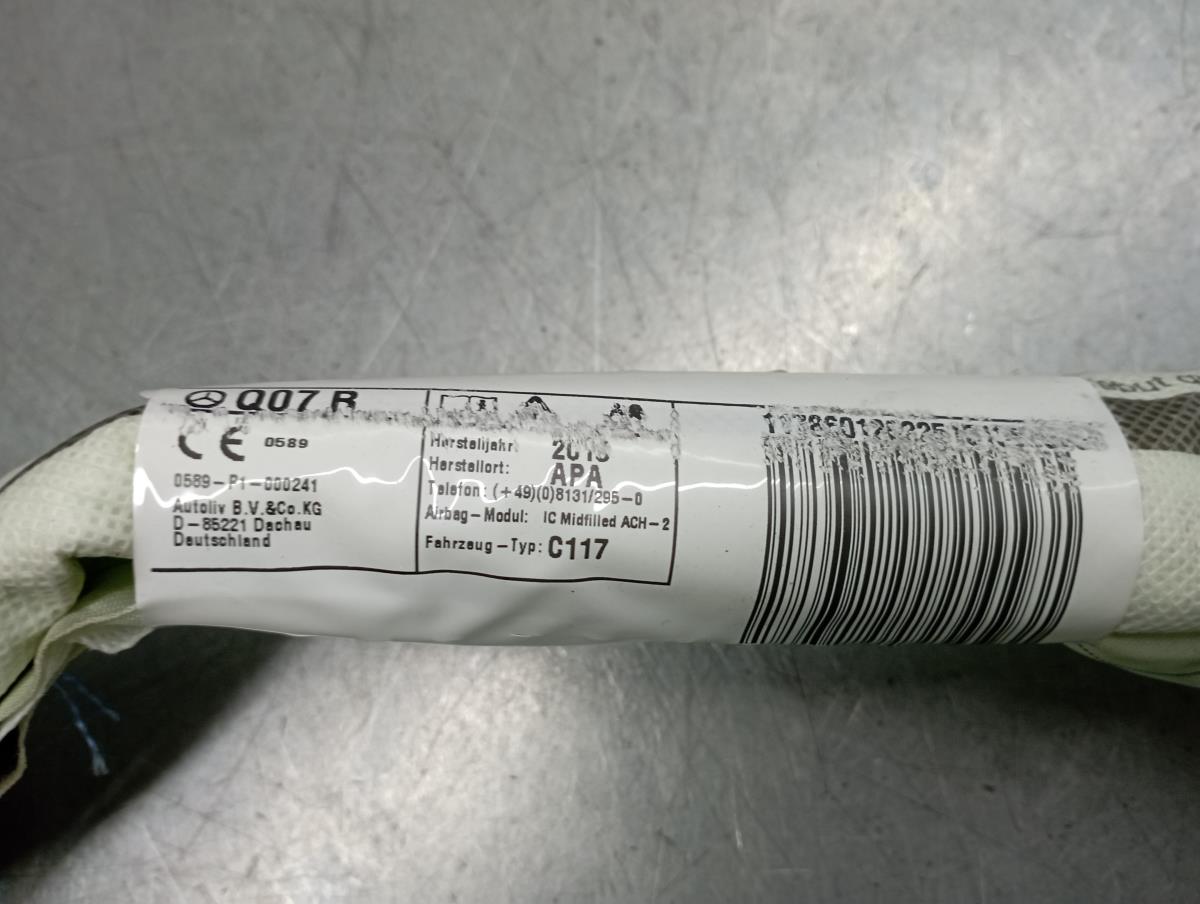 Q07 R
CE 0589
0589-P1-000241
Autoliv B.V.&Co.KG
D-85221 Dachau
Deutschland
Herstelljahr:
Herstellort: APA
Telefon: (+49)(0)8131/295-0
Airbag-Modul: IC Midfilled ACH-2
Fahrzeug-Typ: C117